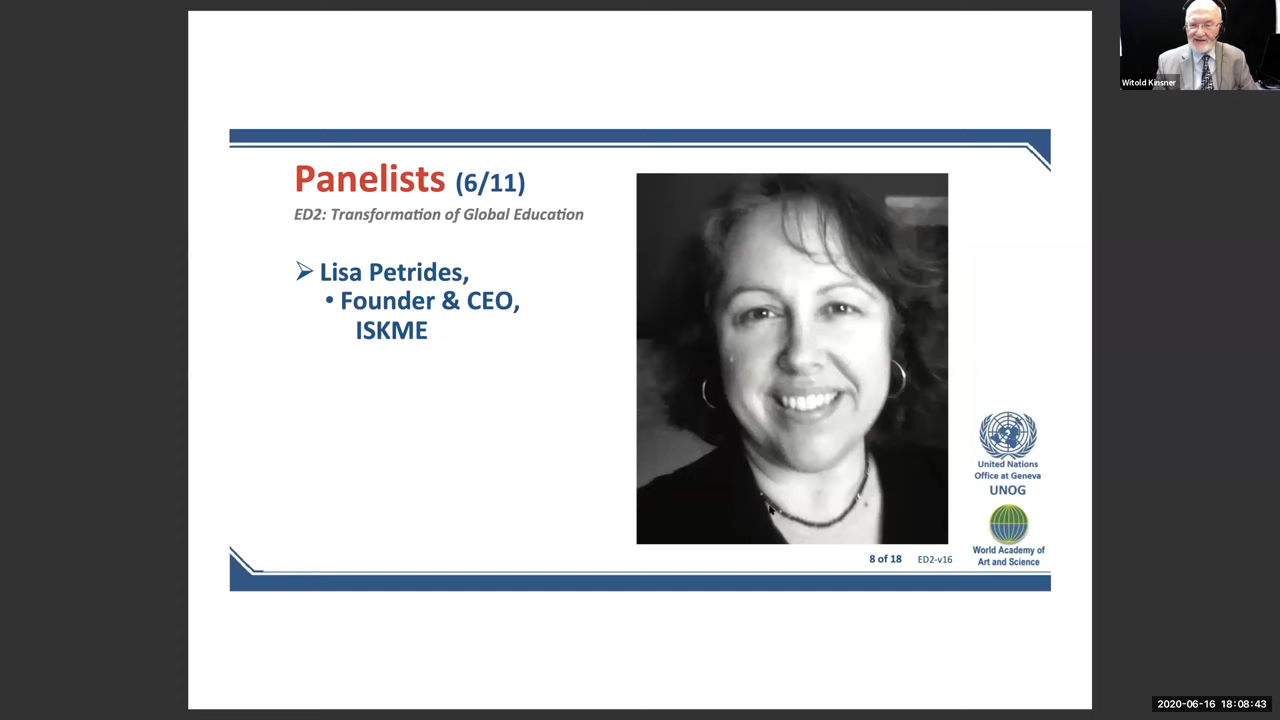 Witold Kinsner
Panelists (6/11)
ED2: Transformation of Global Education
➢ Lisa Petrides,
• Founder & CEO,
ISKME
United Nations
Office at Geneva
UNOG
World Academy of
Art and Science
8 of 18 ED2-v16
2020-06-16 18:08:43